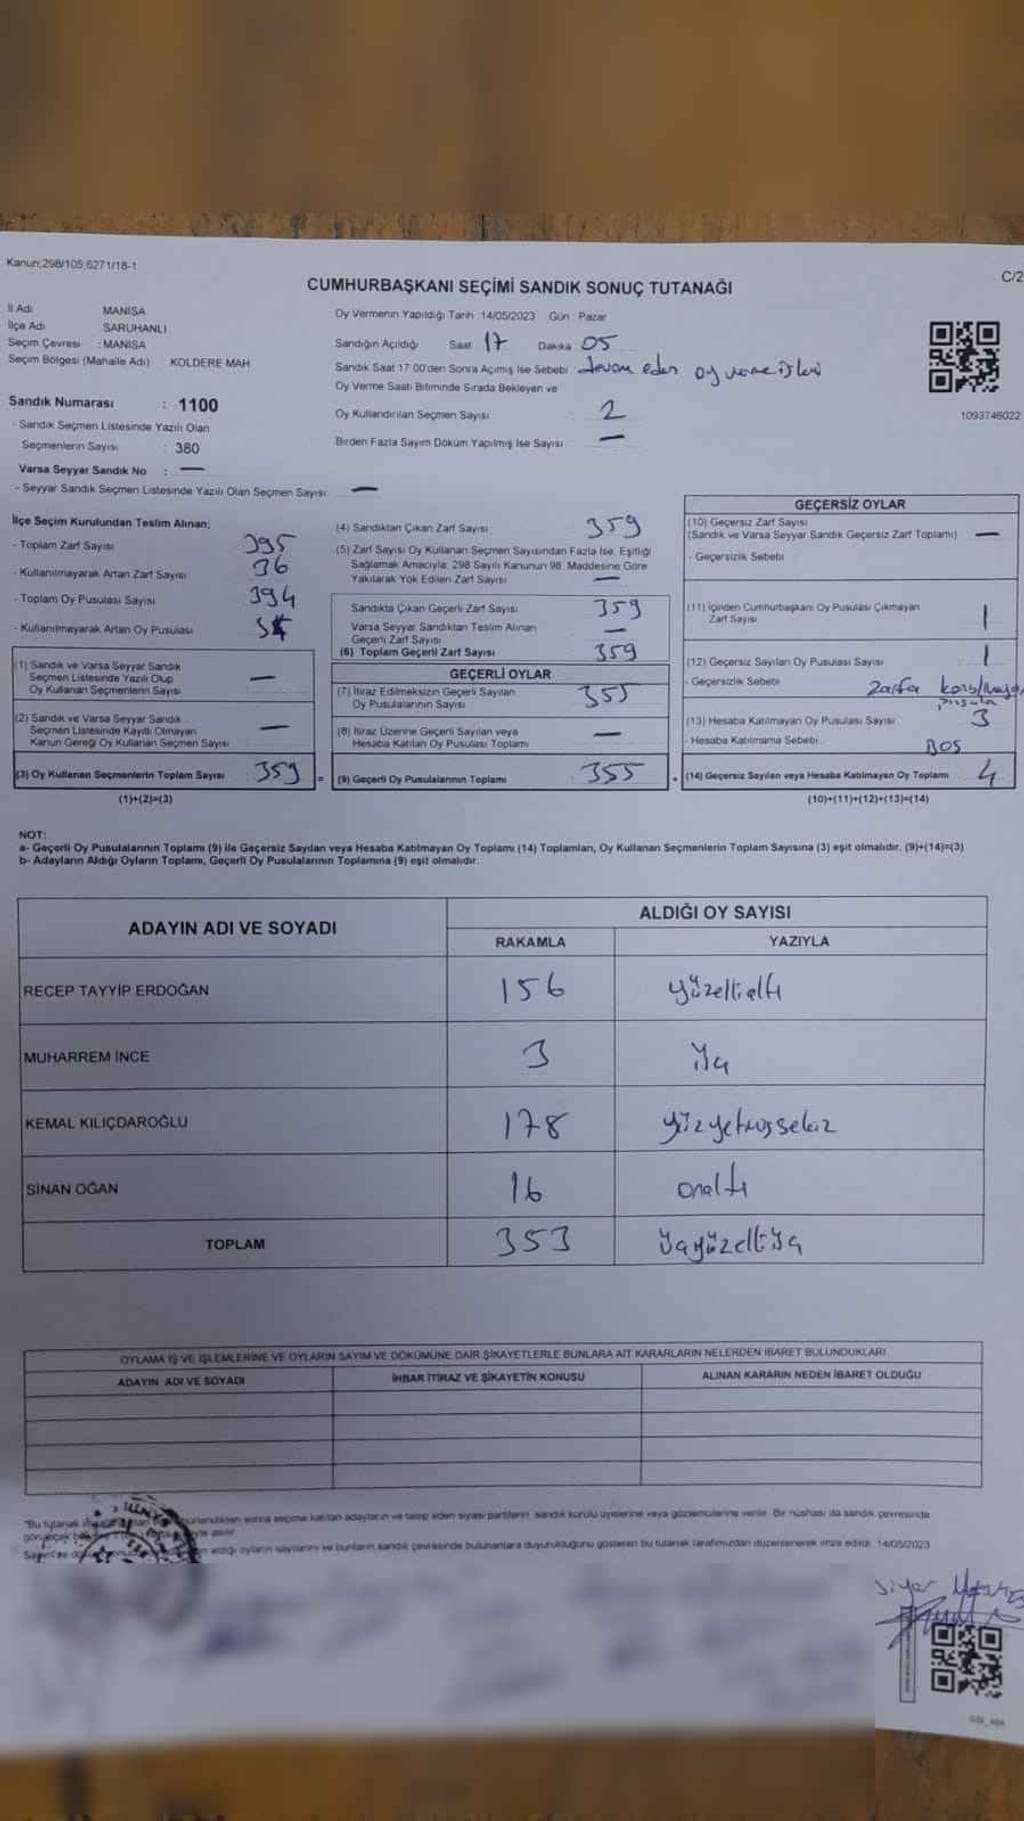 Kanun;298/105;6271/18-1
C/2
CUMHURBAŞKANI SEÇİMİ SANDIK SONUÇ TUTANAĞI
İl Adı MANİSA
İlçe Adı SARUHANLI
Seçim Çevresi : MANİSA
Seçim Bölgesi (Mahalle Adı) KOLDERE MAH
Sandık Numarası : 1100
- Sandık Seçmen Listesinde Yazılı Olan
Seçmenlerin Sayısı : 380
Varsa Seyyar Sandık No : —
- Seyyar Sandık Seçmen Listesinde Yazılı Olan Seçmen Sayısı: —
Oy Vermenin Yapıldığı Tarih :14/05/2023 Gün : Pazar
Sandığın Açıldığı Saat 17 Dakika 05
Sandık Saat 17:00'den Sonra Açılmış İse Sebebi : devam eden oy verme işleri
Oy Verme Saati Bitiminde Sırada Bekleyen ve
Oy Kullandırılan Seçmen Sayısı 2
Birden Fazla Sayım Döküm Yapılmış İse Sayısı —
1093746022
İlçe Seçim Kurulundan Teslim Alınan;
- Toplam Zarf Sayısı 395
- Kullanılmayarak Artan Zarf Sayısı 36
- Toplam Oy Pusulası Sayısı 394
- Kullanılmayarak Artan Oy Pusulası
(1) Sandık ve Varsa Seyyar Sandık
Seçmen Listesinde Yazılı Olup
Oy Kullanan Seçmenlerin Sayısı —
(2) Sandık ve Varsa Seyyar Sandık
Seçmen Listesinde Kayıtlı Olmayan
Kanun Gereği Oy Kullanan Seçmen Sayısı —
(3) Oy Kullanan Seçmenlerin Toplam Sayısı 359 =
(1)+(2)=(3)
(4) Sandıktan Çıkan Zarf Sayısı 359
(5) Zarf Sayısı Oy Kullanan Seçmen Sayısından Fazla İse, Eşitliği
Sağlamak Amacıyla; 298 Sayılı Kanunun 98. Maddesine Göre
Yakılarak Yok Edilen Zarf Sayısı —
Sandıkta Çıkan Geçerli Zarf Sayısı 359
Varsa Seyyar Sandıktan Teslim Alınan
Geçerli Zarf Sayısı —
(6) Toplam Geçerli Zarf Sayısı 359
GEÇERLİ OYLAR
(7) İtiraz Edilmeksizin Geçerli Sayılan
Oy Pusulalarının Sayısı 355
(8) İtiraz Üzerine Geçerli Sayılan veya
Hesaba Katılan Oy Pusulası Toplamı —
(9) Geçerli Oy Pusulalarının Toplamı 355 +
GEÇERSİZ OYLAR
(10) Geçersiz Zarf Sayısı
(Sandık ve Varsa Seyyar Sandık Geçersiz Zarf Toplamı) —
- Geçersizlik Sebebi
(11) İçinden Cumhurbaşkanı Oy Pusulası Çıkmayan
Zarf Sayısı 1
(12) Geçersiz Sayılan Oy Pusulası Sayısı 1
- Geçersizlik Sebebi Zarfa
pusula
(13) Hesaba Katılmayan Oy Pusulası Sayısı 3
- Hesaba Katılmama Sebebi BOS
(14) Geçersiz Sayılan veya Hesaba Katılmayan Oy Toplamı 4
(10)+(11)+(12)+(13)=(14)
NOT:
a- Geçerli Oy Pusulalarının Toplamı (9) ile Geçersiz Sayılan veya Hesaba Katılmayan Oy Toplamı (14) Toplamları, Oy Kullanan Seçmenlerin Toplam Sayısına (3) eşit olmalıdır. (9)+(14)=(3)
b- Adayların Aldığı Oyların Toplamı, Geçerli Oy Pusulalarının Toplamına (9) eşit olmalıdır.
ADAYIN ADI VE SOYADI ALDIĞI OY SAYISI
RAKAMLA YAZIYLA
RECEP TAYYİP ERDOĞAN 156 yüzellialtı
MUHARREM İNCE 3 üç
KEMAL KILIÇDAROĞLU 178 yüzyetmişsekiz
SİNAN OĞAN 16 onaltı
TOPLAM 353 üçyüzelliüç
OYLAMA İŞ VE İŞLEMLERİNE VE OYLARIN SAYIM VE DÖKÜMÜNE DAİR ŞİKAYETLERLE BUNLARA AİT KARARLARIN NELERDEN İBARET BULUNDUKLARI
ADAYIN ADI VE SOYADI İHBAR İTİRAZ VE ŞİKAYETİN KONUSU ALINAN KARARIN NEDEN İBARET OLDUĞU
"Bu tutanak sonra seçime katılan adayların ve talep eden siyasi partilerin sandık kurulu üyelerine veya gözlemcilerine verilir. Bir nüshası da sandık çevresinde
aldığı oyların sayılarını ve bunların sandık çevresinde bulunanlara duyurulduğunu gösteren bu tutanak tarafımızdan düzenlenerek imza edildi. 14/05/2023